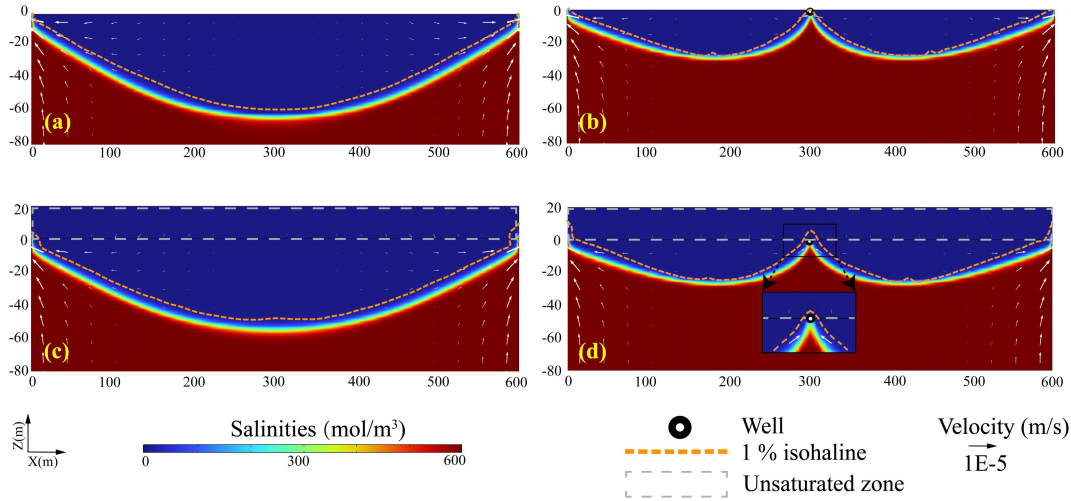 0
-20
-40
-60
-80
(a)
0 100 200 300 400 500 600
0
-20
-40
-60
-80
(b)
0 100 200 300 400 500 600
20
0
-20
-40
-60
-80
(c)
0 100 200 300 400 500 600
20
0
-20
-40
-60
-80
(d)
0 100 200 300 400 500 600
Z(m)
X(m)
Salinities (mol/m³)
0 300 600
Well
1 % isohaline
Unsaturated zone
Velocity (m/s)
1E-5